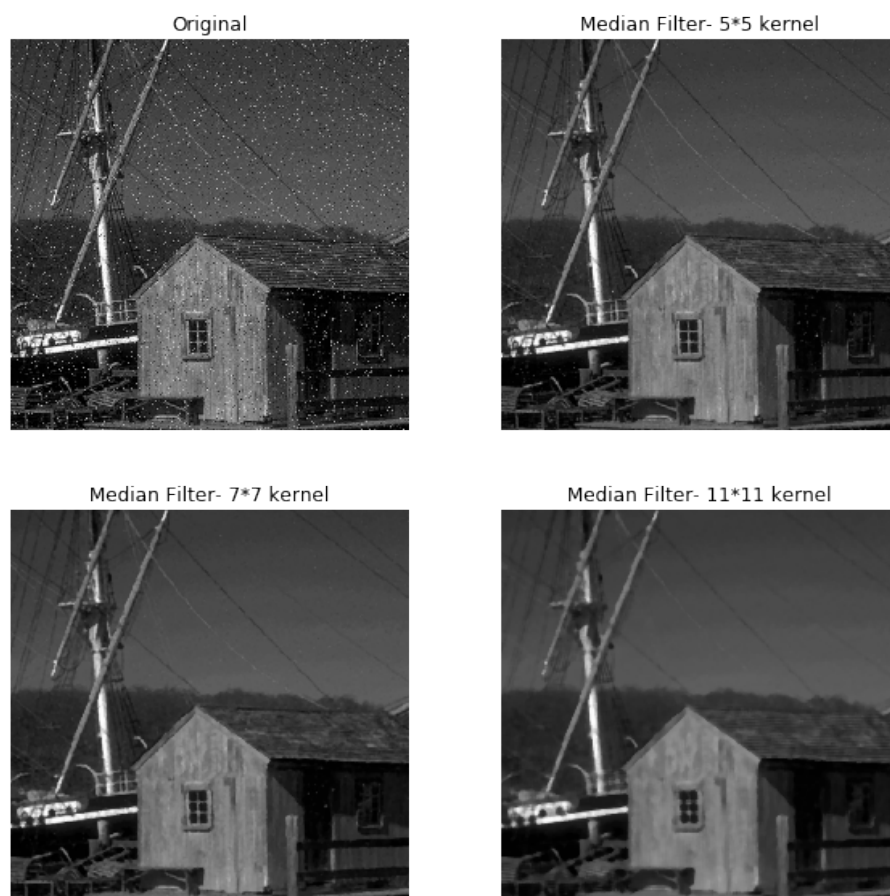 Original
Median Filter- 5*5 kernel
Median Filter- 7*7 kernel
Median Filter- 11*11 kernel